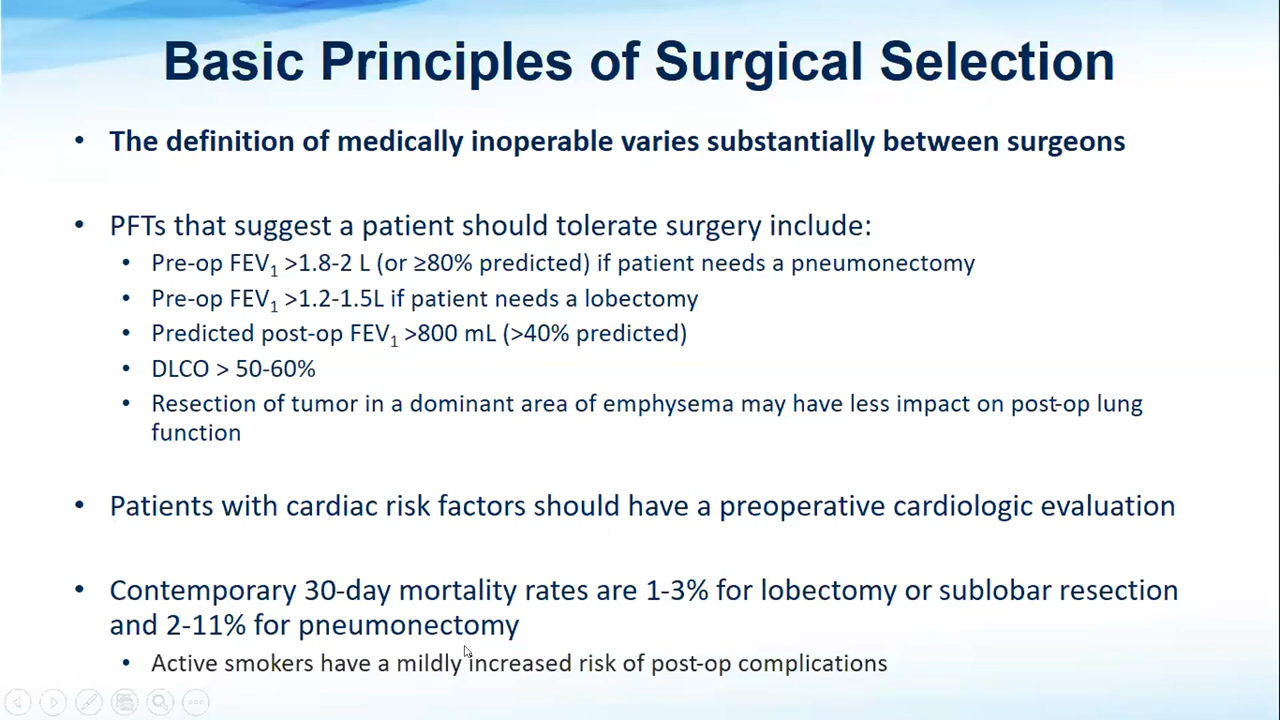 Basic Principles of Surgical Selection
• The definition of medically inoperable varies substantially between surgeons
• PFTs that suggest a patient should tolerate surgery include:
• Pre-op FEV₁ >1.8-2 L (or ≥80% predicted) if patient needs a pneumonectomy
• Pre-op FEV₁ >1.2-1.5L if patient needs a lobectomy
• Predicted post-op FEV₁ >800 mL (>40% predicted)
• DLCO > 50-60%
• Resection of tumor in a dominant area of emphysema may have less impact on post-op lung
function
• Patients with cardiac risk factors should have a preoperative cardiologic evaluation
• Contemporary 30-day mortality rates are 1-3% for lobectomy or sublobar resection
and 2-11% for pneumonectomy
• Active smokers have a mildly increased risk of post-op complications